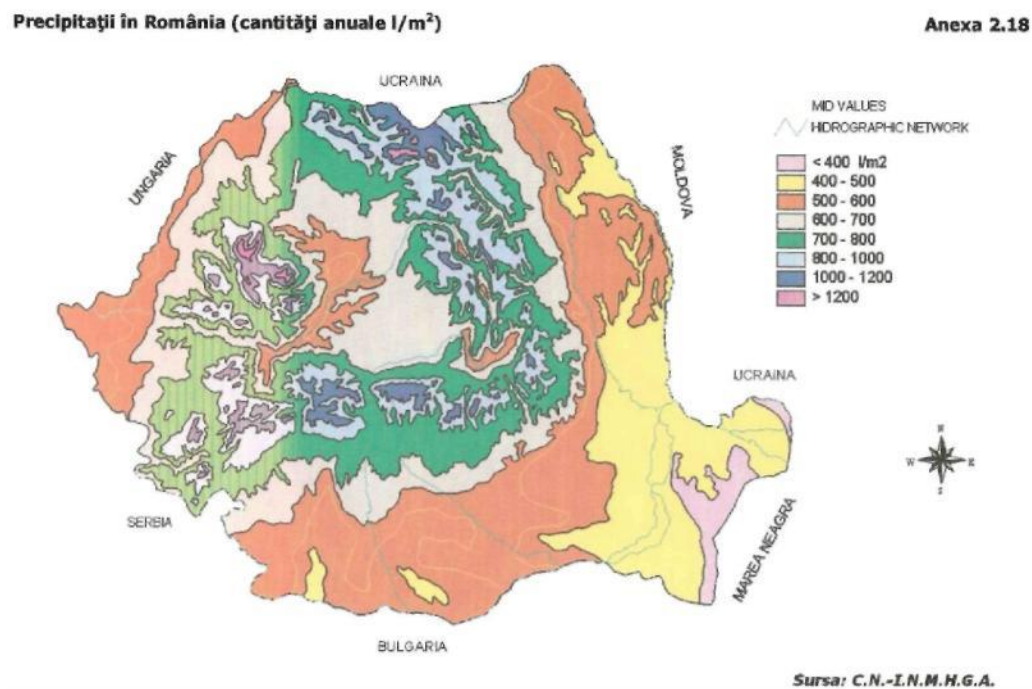 Precipitaţii în România (cantităţi anuale l/m²)
Anexa 2.18
UCRAINA
UNGARIA
MOLDOVA
MID VALUES
HIDROGRAPHIC NETWORK
< 400 l/m2
400 - 500
500 - 600
600 - 700
700 - 800
800 - 1000
1000 - 1200
> 1200
UCRAINA
N
W E
S
SERBIA
MAREA NEAGRA
BULGARIA
Sursa: C.N.-I.N.M.H.G.A.